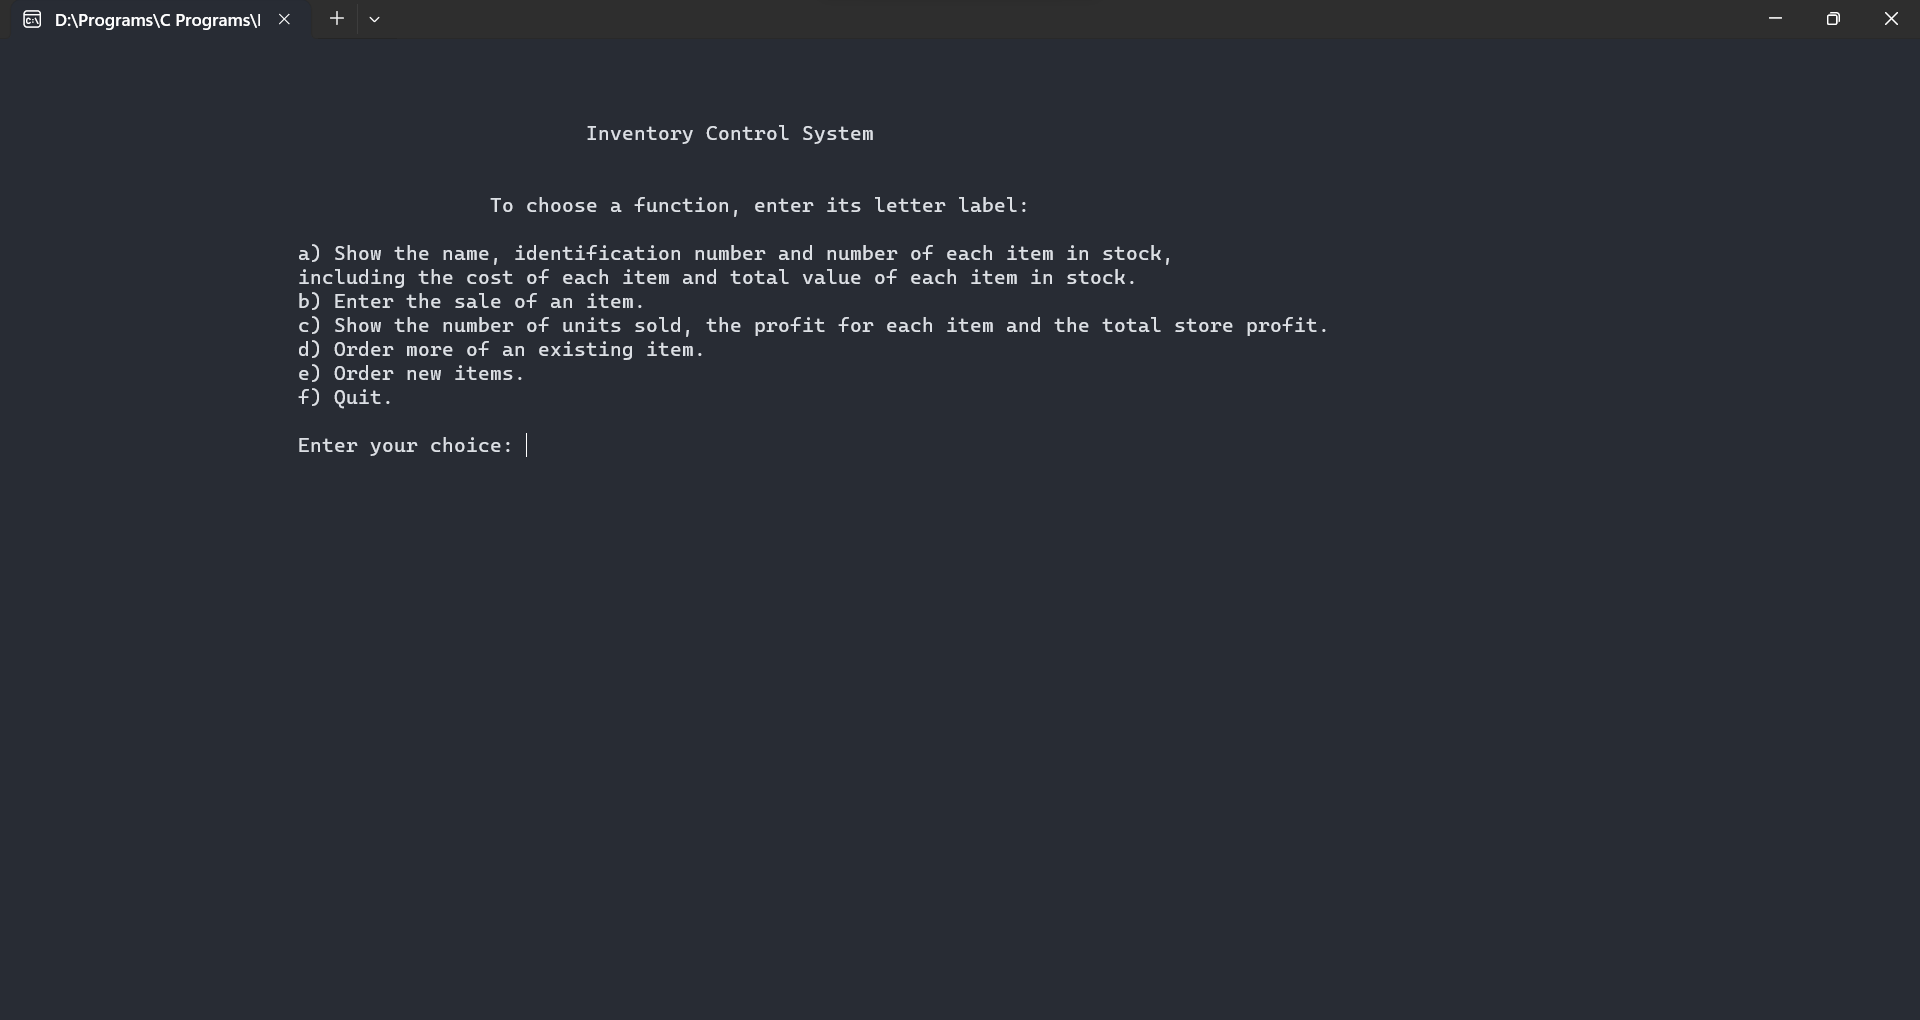 D:\Programs\C Programs\I
Inventory Control System
To choose a function, enter its letter label:
a) Show the name, identification number and number of each item in stock,
including the cost of each item and total value of each item in stock.
b) Enter the sale of an item.
c) Show the number of units sold, the profit for each item and the total store profit.
d) Order more of an existing item.
e) Order new items.
f) Quit.
Enter your choice: